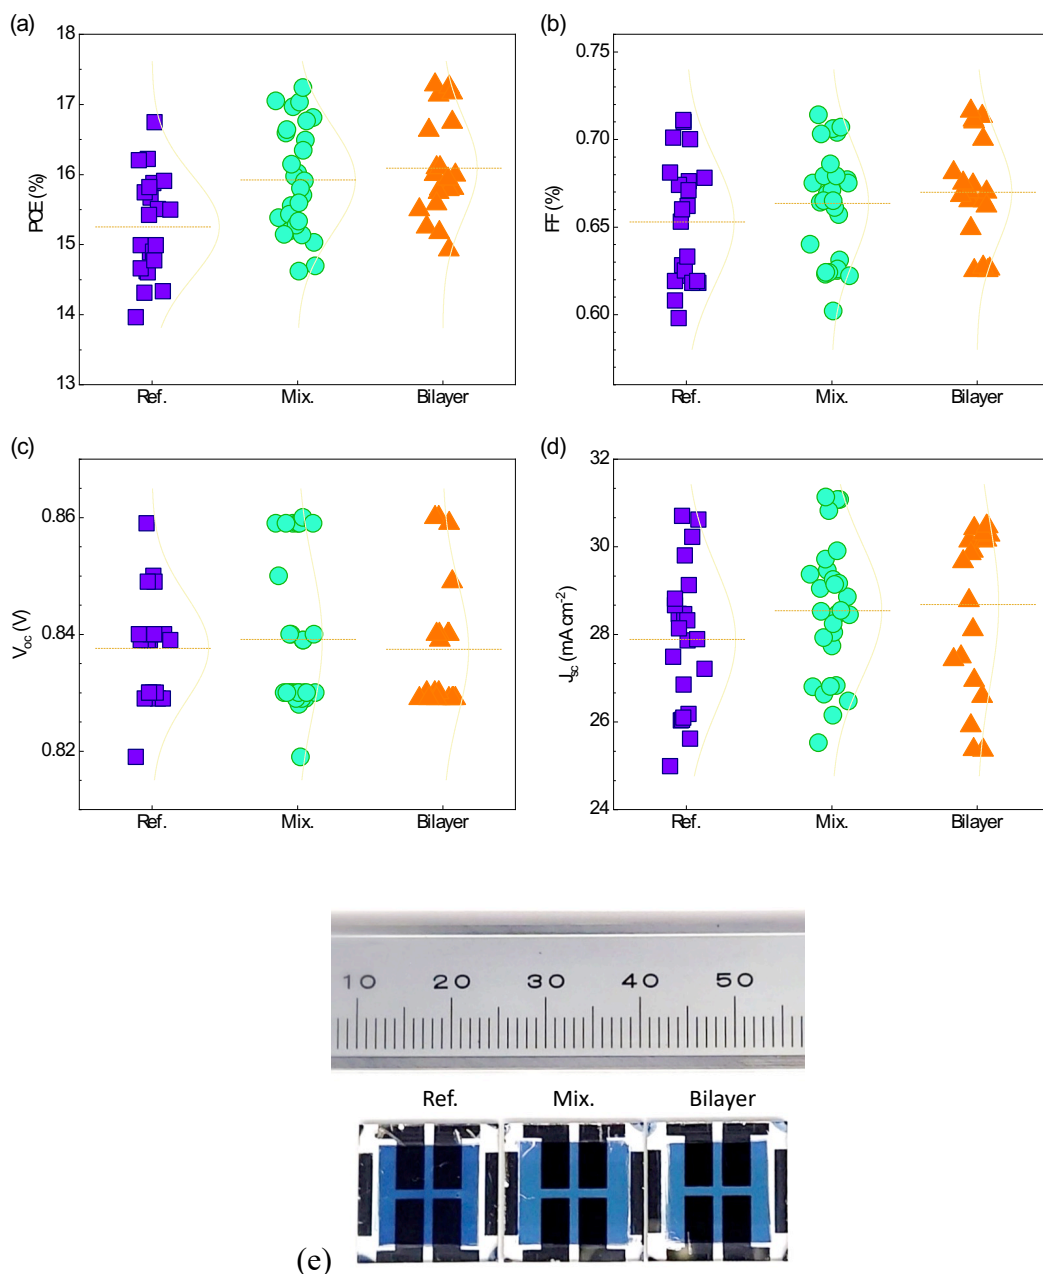 (a)
18
17
16
15
14
13
PCE (%)
Ref.
Mix.
Bilayer
(b)
0.75
0.70
0.65
0.60
FF (%)
Ref.
Mix.
Bilayer
(c)
0.86
0.84
0.82
Voc (V)
Ref.
Mix.
Bilayer
(d)
32
30
28
26
24
Jsc (mA cm-2)
Ref.
Mix.
Bilayer
10 20 30 40 50
Ref. Mix. Bilayer
(e)